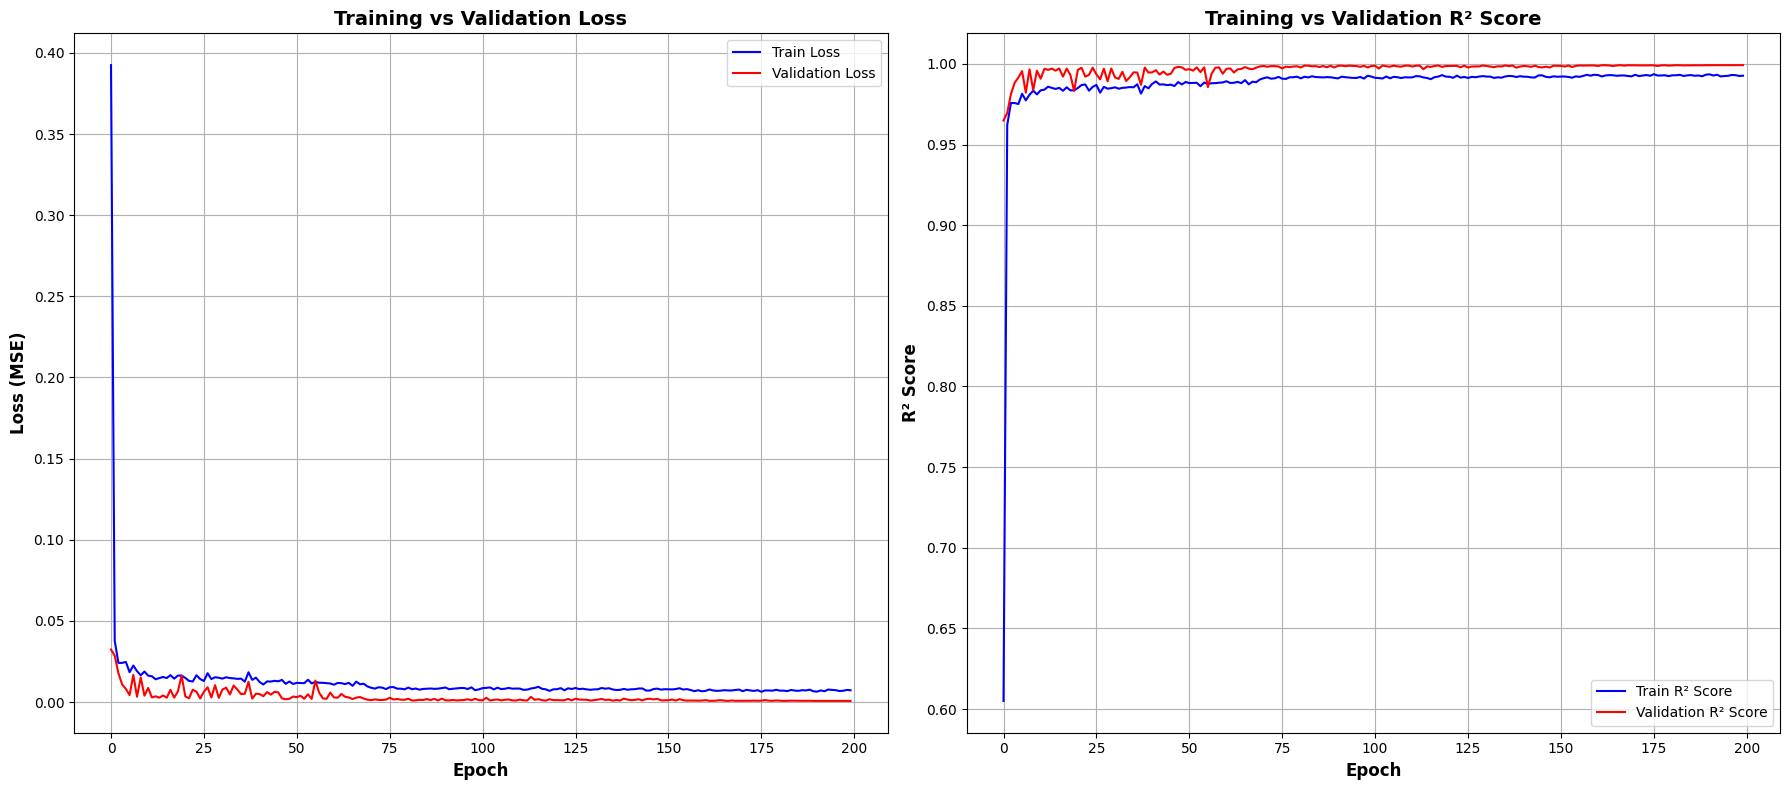 Training vs Validation Loss
Loss (MSE)
0.40
0.35
0.30
0.25
0.20
0.15
0.10
0.05
0.00
Train Loss
Validation Loss
0 25 50 75 100 125 150 175 200
Epoch
Training vs Validation R² Score
R² Score
1.00
0.95
0.90
0.85
0.80
0.75
0.70
0.65
0.60
Train R² Score
Validation R² Score
0 25 50 75 100 125 150 175 200
Epoch